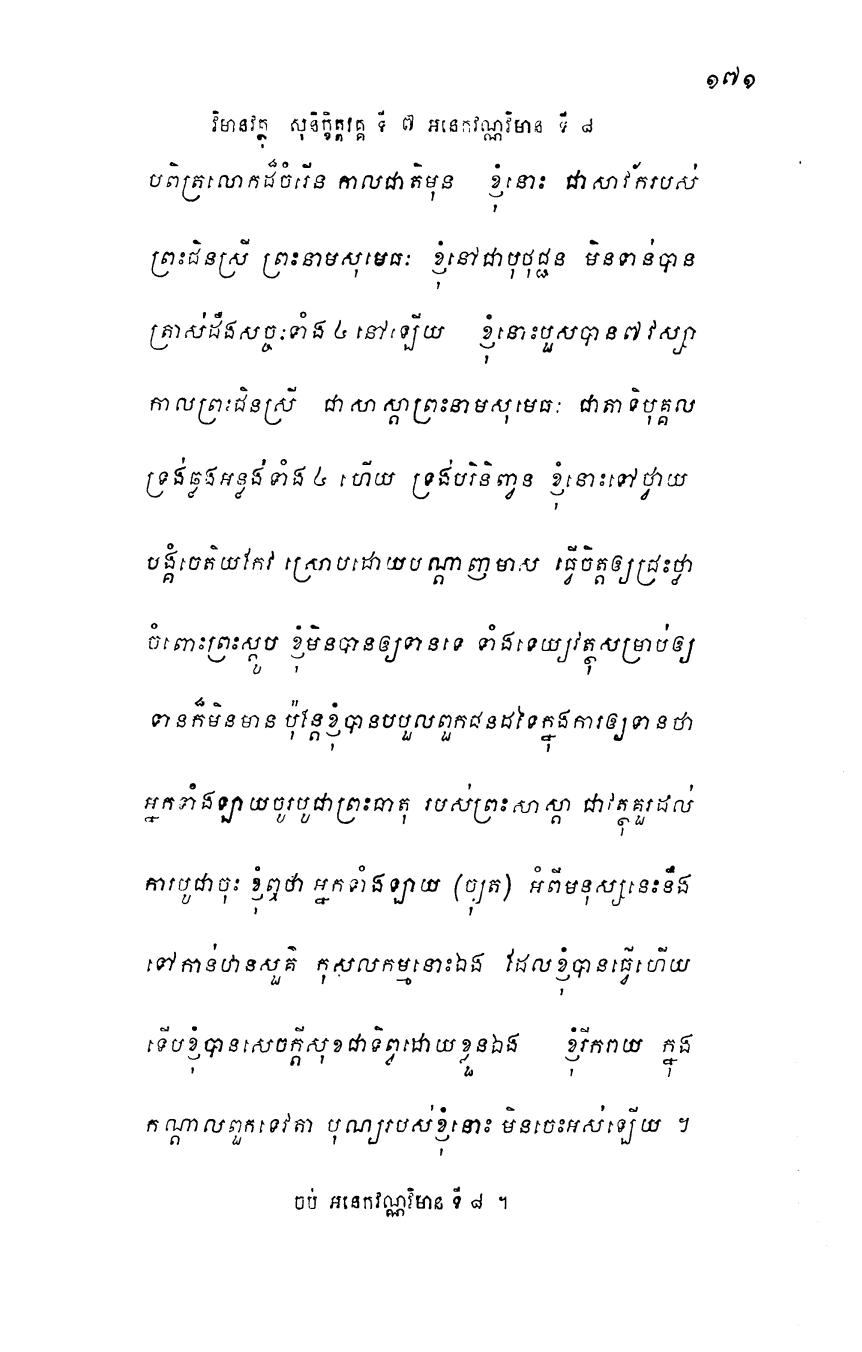 ១៧១
វិមានវត្ថុ សុនិក្ខិត្តវគ្គ ទី ៧ អនេកវណ្ណវិមាន ទី ៨
បពិត្រលោកដ៏ចំរើន កាលជាតិមុន ខ្ញុំនោះ ជាសាវ័ករបស់
ព្រះជិនស្រី ព្រះនាមសុមេធៈ ខ្ញុំនៅជាបុថុជ្ជន មិនទាន់បាន
ត្រាស់ដឹងសច្ចៈទាំង ៤ នៅឡើយ ខ្ញុំនោះបួសបាន ៧ វស្សា
កាលព្រះជិនស្រី ជាសាស្តាព្រះនាមសុមេធៈ ជាតាទិបុគ្គល
ទ្រង់ឆ្លងអន្លង់ទាំង ៤ ហើយ ទ្រង់បរិនិញ្វន ខ្ញុំនោះទៅថ្វាយ
បង្គំចេតិយកែវ ស្រោបដោយបណ្តាញមាស ធ្វើចិត្តឲ្យជ្រះថ្លា
ចំពោះព្រះស្តូប ខ្ញុំមិនបានឲ្យទានទេ ទាំងទេយ្យវត្ថុសម្រាប់ឲ្យ
ទានក៏មិនមាន ប៉ុន្តែខ្ញុំបានបបួលពួកជនដទៃក្នុងការឲ្យទានថា
អ្នកទាំងឡាយចូរបូជាព្រះធាតុ របស់ព្រះសាស្តា ជាវត្ថុគួរដល់
ការបូជាចុះ ខ្ញុំឮថា អ្នកទាំងឡាយ (ច្យុត) អំពីមនុស្សនេះនឹង
ទៅកាន់ឋានសួគ៌ កុសលកម្មនោះឯង ដែលខ្ញុំបានធ្វើហើយ
ទើបខ្ញុំបានសេចក្តីសុខជាទិព្វដោយខ្លួនឯង ខ្ញុំរីករាយ ក្នុង
កណ្តាលពួកទេវតា បុណ្យរបស់ខ្ញុំនោះ មិនចេះអស់ឡើយ ។
ចប់ អនេកវណ្ណវិមាន ទី ៨ ។